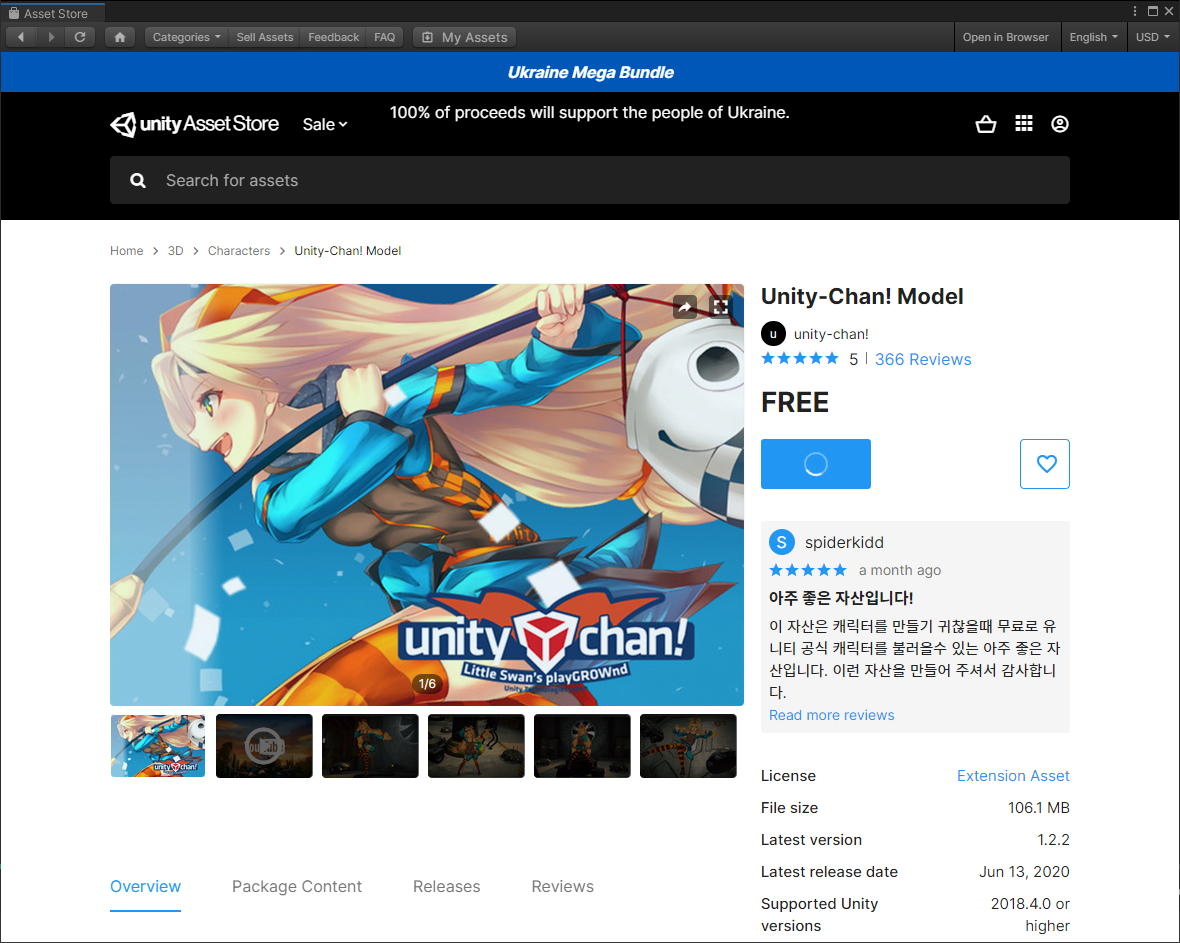 Asset Store
Categories
Sell Assets
Feedback
FAQ
My Assets
Open in Browser
English
USD
Ukraine Mega Bundle
unity Asset Store
Sale
100% of proceeds will support the people of Ukraine.
Search for assets
Home > 3D > Characters > Unity-Chan! Model
unity chan!
Little Swan's playGROWnd
1/6
Unity-Chan! Model
u unity-chan!
5 | 366 Reviews
FREE
S spiderkidd
a month ago
아주 좋은 자산입니다!
이 자산은 캐릭터를 만들기 귀찮을때 무료로 유
니티 공식 캐릭터를 불러올수 있는 아주 좋은 자
산입니다. 이런 자산을 만들어 주셔서 감사합니
다.
Read more reviews
License Extension Asset
File size 106.1 MB
Latest version 1.2.2
Latest release date Jun 13, 2020
Supported Unity 2018.4.0 or
versions higher
Overview
Package Content
Releases
Reviews